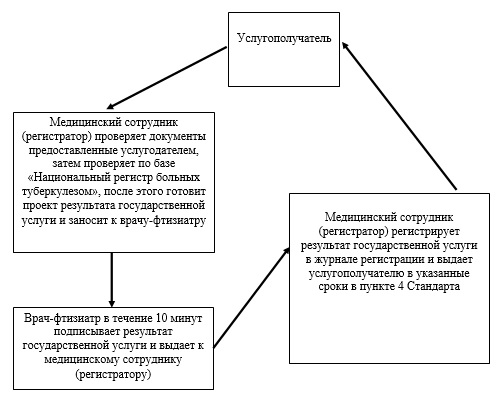 Услугополучатель
Медицинский сотрудник
(регистратор) проверяет документы
предоставленные услугодателем,
затем проверяет по базе
«Национальный регистр больных
туберкулезом», после этого готовит
проект результата государственной
услуги и заносит к врачу-фтизиатру
Врач-фтизиатр в течение 10 минут
подписывает результат
государственной услуги и выдает к
медицинскому сотруднику
(регистратору)
Медицинский сотрудник
(регистратор) регистрирует
результат государственной услуги
в журнале регистрации и выдает
услугополучателю в указанные
сроки в пункте 4 Стандарта